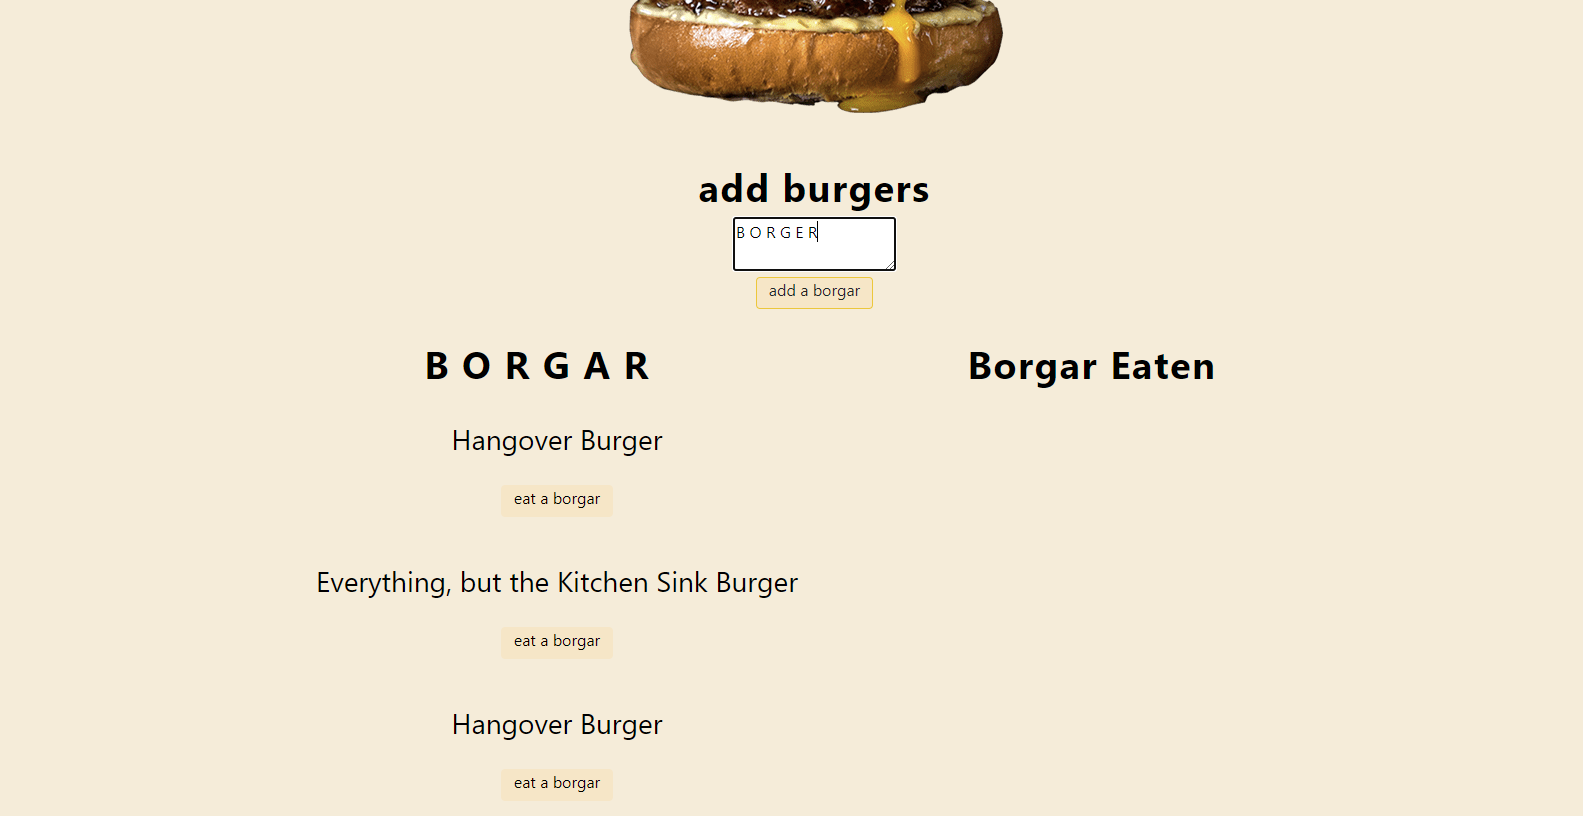 add burgers
B O R G E R
add a borgar
B O R G A R
Borgar Eaten
Hangover Burger
eat a borgar
Everything, but the Kitchen Sink Burger
eat a borgar
Hangover Burger
eat a borgar